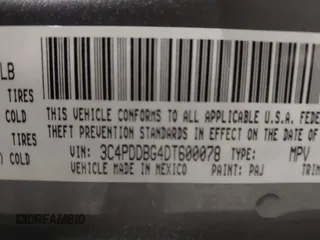 LB
TIRES
COLD
THIS VEHICLE CONFORMS TO ALL APPLICABLE U.S.A. FEDE
TIRES
THEFT PREVENTION STANDARDS IN EFFECT ON THE DATE OF
COLD
VIN: 3C4PDDBG4DT600078 TYPE: MPV
VEHICLE MADE IN MEXICO PAINT: PAJ TRIM
DREAMBID